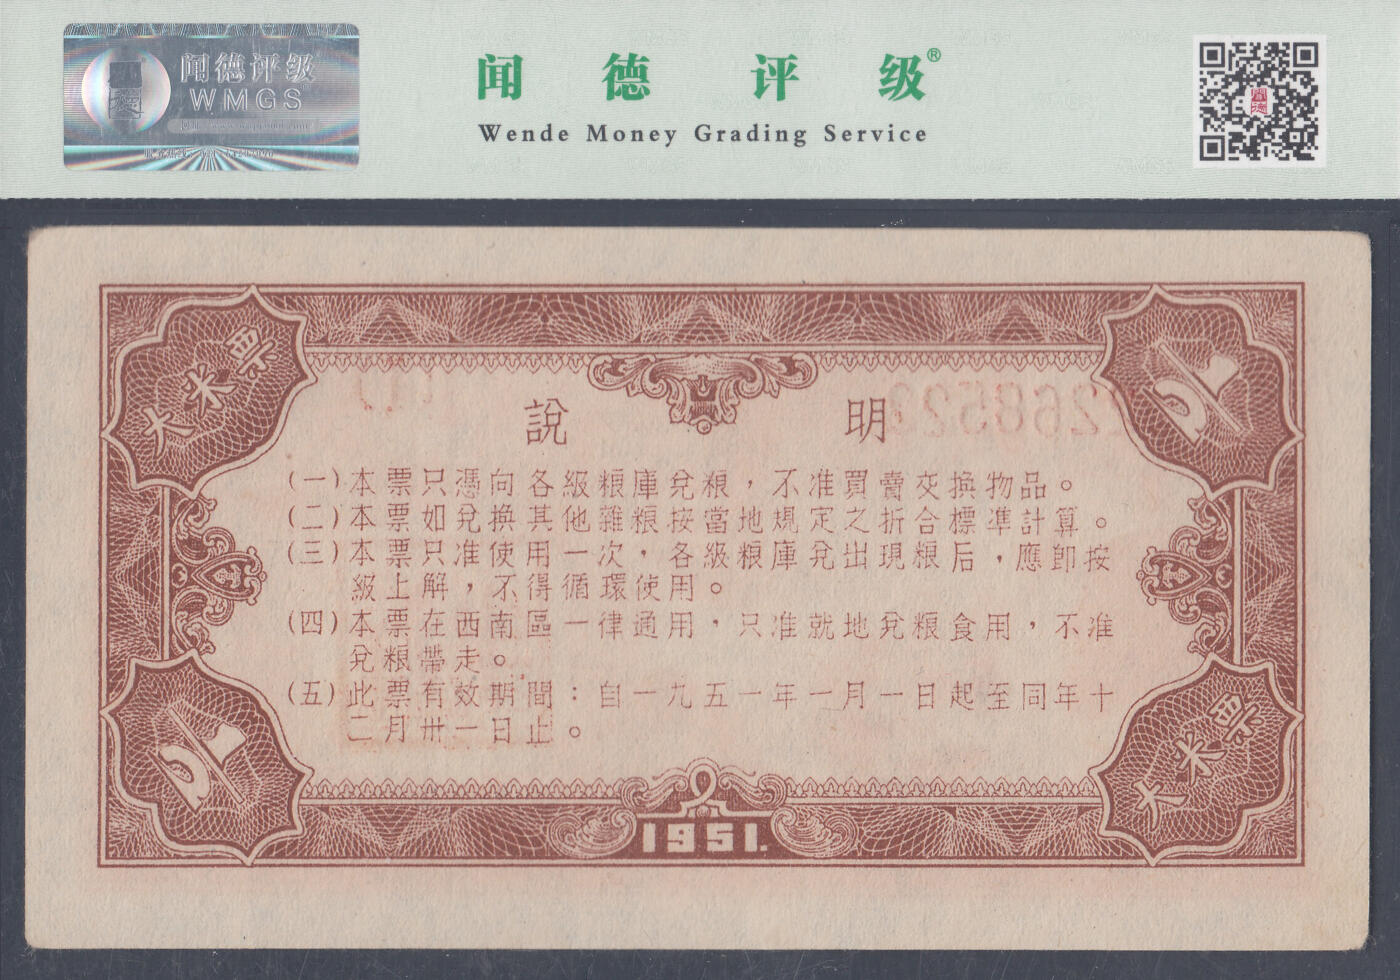 闻德评级
WMGS
闻德评级®
Wende Money Grading Service
大米票
說明
(一)本票只憑向各級粮庫兌粮，不准買賣交換物品。
(二)本票如兌換其他雜粮按當地規定之折合標準計算。
(三)本票只准使用一次，各級粮庫兌出現粮后，應卽按
級上解，不得循環使用。
(四)本票在西南區一律通用，只准就地兌粮食用，不准
兌粮帶走。
(五)此票有效期間：自一九五一年一月一日起至同年十
二月卅一日止。
大米票
1951.